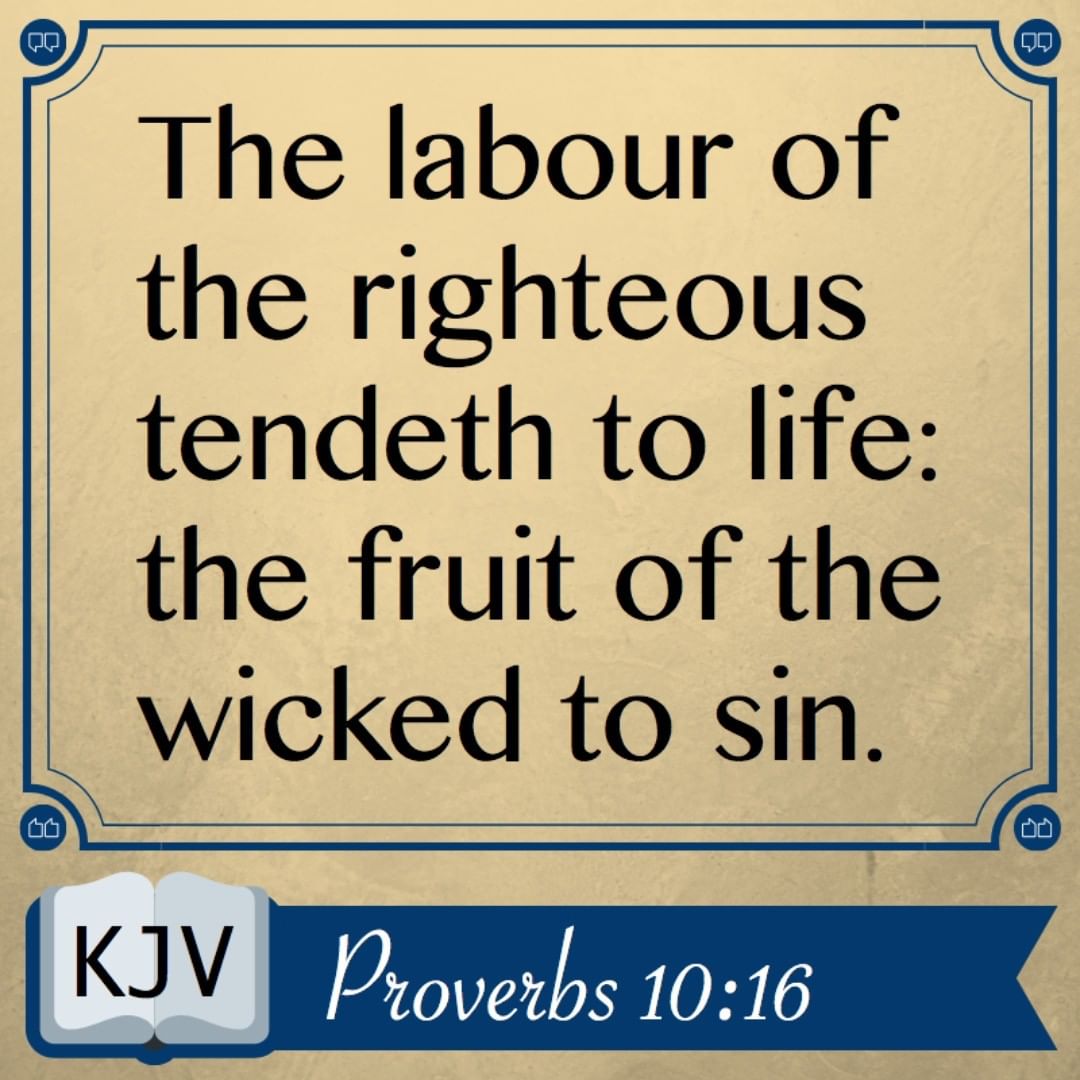 The labour of
the righteous
tendeth to life:
the fruit of the
wicked to sin.
KJV
Proverbs 10:16